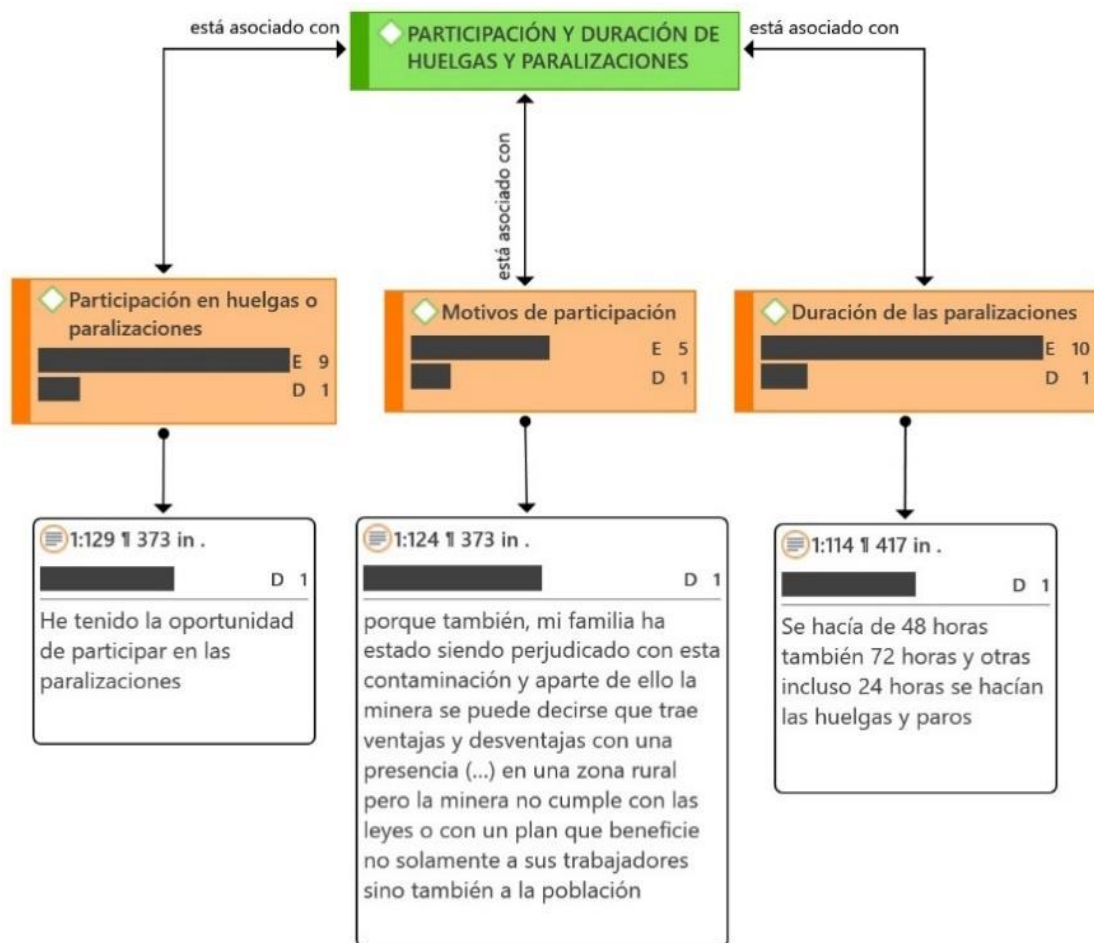 está asociado con
PARTICIPACIÓN Y DURACIÓN DE
HUELGAS Y PARALIZACIONES
está asociado con
está asociado con
Participación en huelgas o
paralizaciones
E 9
D 1
Motivos de participación
E 5
D 1
Duración de las paralizaciones
E 10
D 1
1:129 ¶ 373 in .
D 1
He tenido la oportunidad
de participar en las
paralizaciones
1:124 ¶ 373 in .
D 1
porque también, mi familia ha
estado siendo perjudicado con esta
contaminación y aparte de ello la
minera se puede decirse que trae
ventajas y desventajas con una
presencia (...) en una zona rural
pero la minera no cumple con las
leyes o con un plan que beneficie
no solamente a sus trabajadores
sino también a la población
1:114 ¶ 417 in .
D 1
Se hacía de 48 horas
también 72 horas y otras
incluso 24 horas se hacían
las huelgas y paros